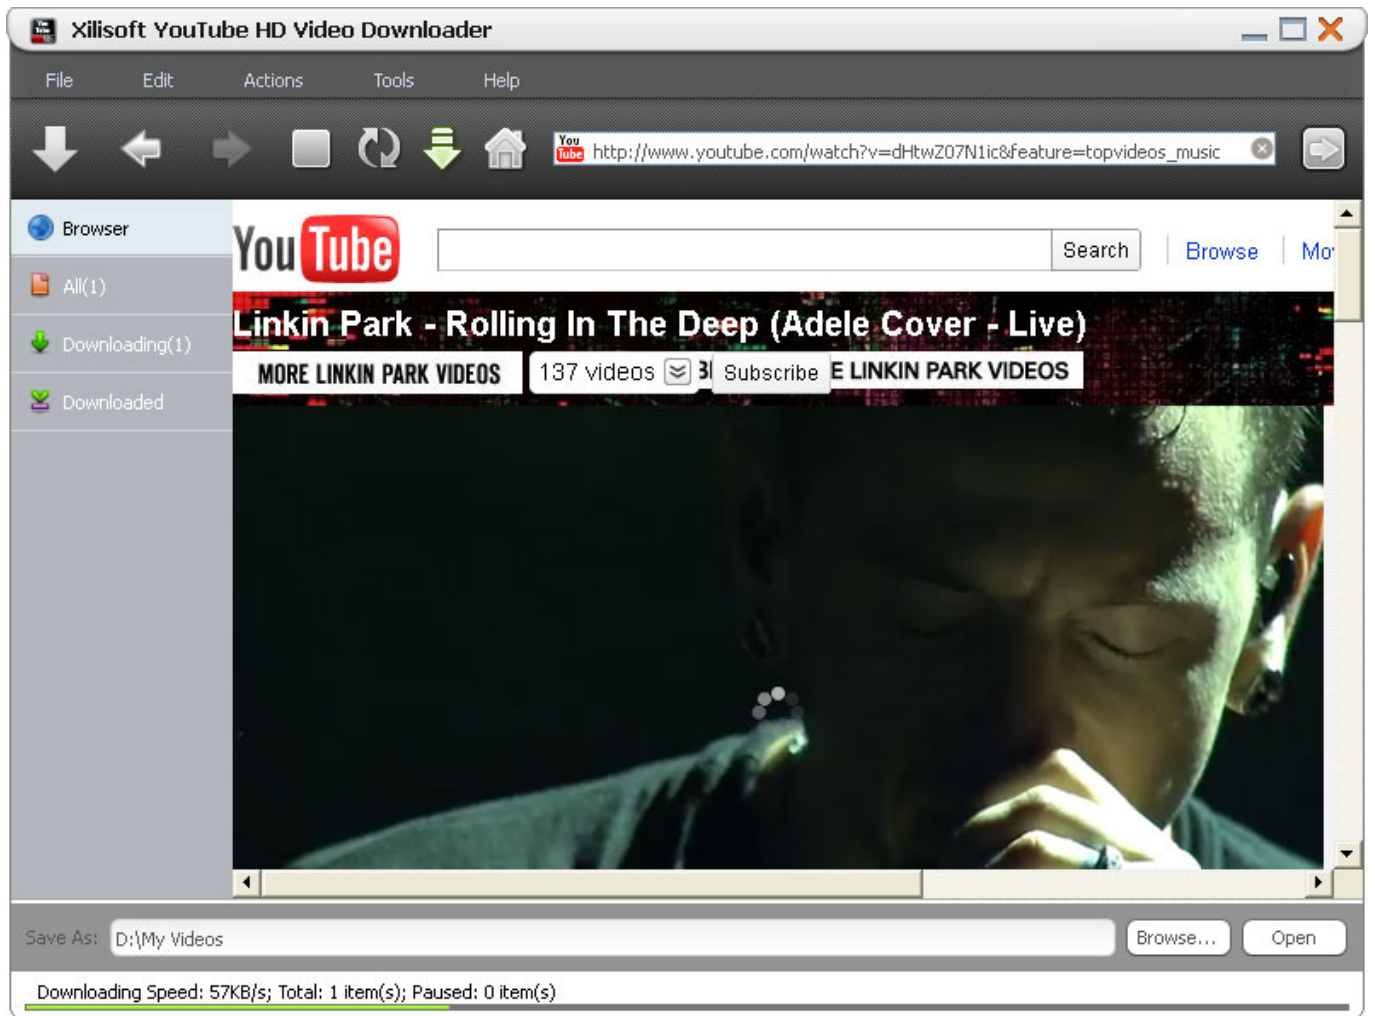 Xilisoft YouTube HD Video Downloader
File Edit Actions Tools Help
You Tube http://www.youtube.com/watch?v=dHtwZ07N1ic&feature=topvideos_music
Browser
All(1)
Downloading(1)
Downloaded
You Tube Search Browse Mo
Linkin Park - Rolling In The Deep (Adele Cover - Live)
MORE LINKIN PARK VIDEOS 137 videos Subscribe E LINKIN PARK VIDEOS
Save As: D:\My Videos Browse... Open
Downloading Speed: 57KB/s; Total: 1 item(s); Paused: 0 item(s)